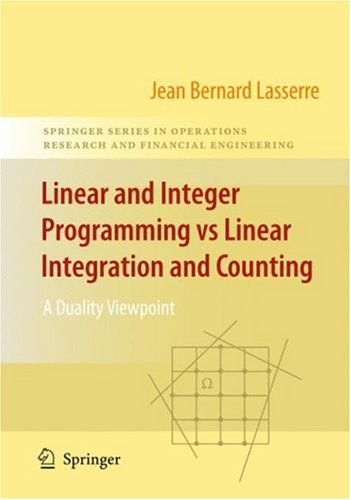 Jean Bernard Lasserre
SPRINGER SERIES IN OPERATIONS
RESEARCH AND FINANCIAL ENGINEERING
Linear and Integer
Programming vs Linear
Integration and Counting
A Duality Viewpoint
Ω
Springer